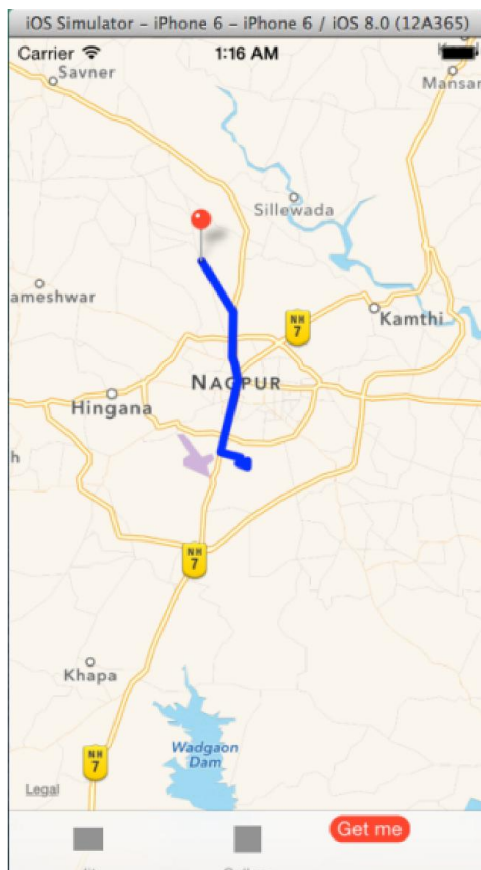 iOS Simulator - iPhone 6 - iPhone 6 / iOS 8.0 (12A365)
Carrier 1:16 AM
Savner
Mansar
Sillewada
ameshwar
NH
7
Kamthi
NAGPUR
Hingana
h
NH
7
Khapa
Wadgaon
Dam
NH
7
Legal
Get me